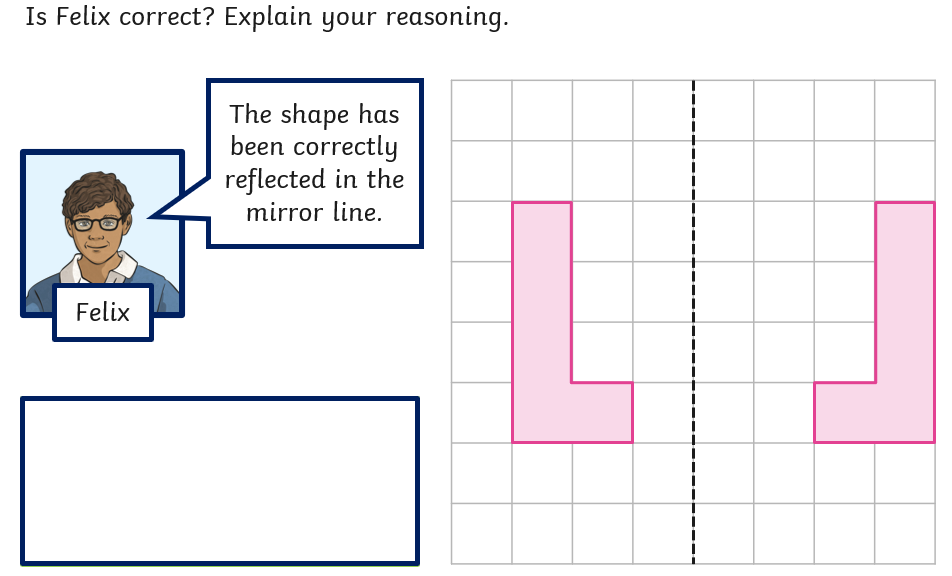 Is Felix correct? Explain your reasoning.
The shape has
been correctly
reflected in the
mirror line.
Felix